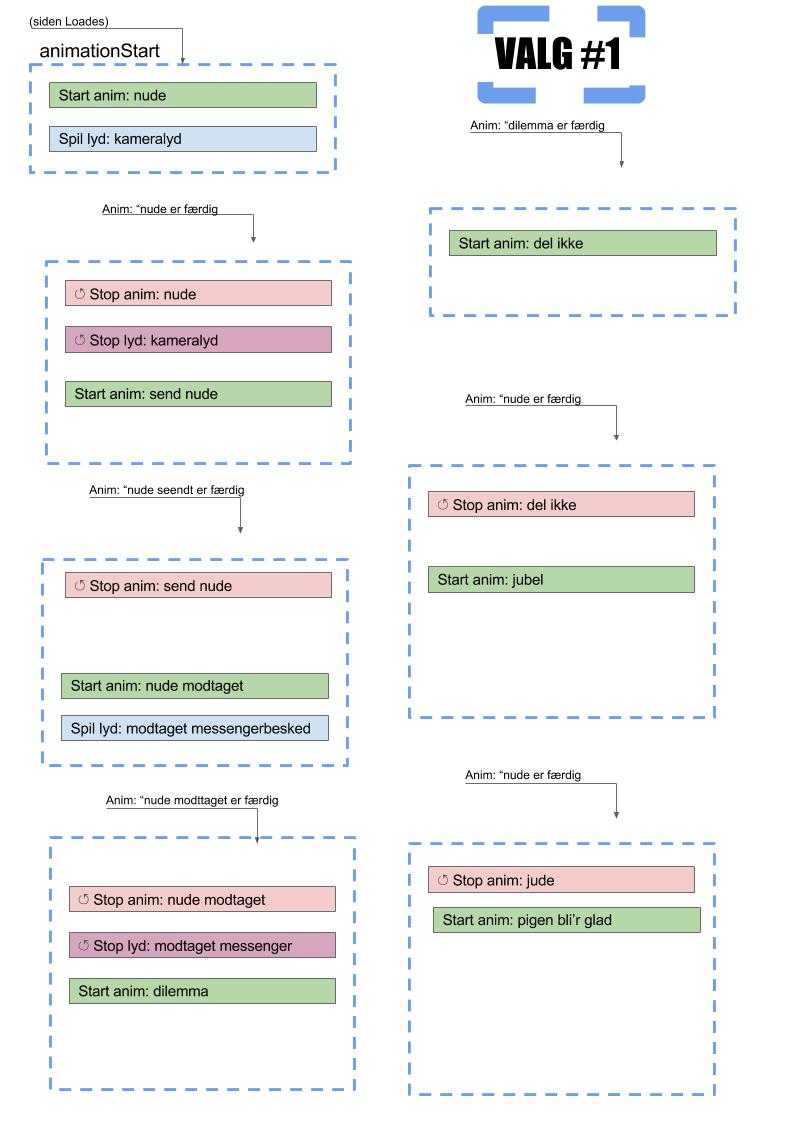 (siden Loades)
animationStart
Start anim: nude
Spil lyd: kameralyd
Anim: “nude er færdig
Stop anim: nude
Stop lyd: kameralyd
Start anim: send nude
Anim: “nude seendt er færdig
Stop anim: send nude
Start anim: nude modtaget
Spil lyd: modtaget messengerbesked
Anim: “nude modttaget er færdig
Stop anim: nude modtaget
Stop lyd: modtaget messenger
Start anim: dilemma
VALG #1
Anim: “dilemma er færdig
Start anim: del ikke
Anim: “nude er færdig
Stop anim: del ikke
Start anim: jubel
Anim: “nude er færdig
Stop anim: jude
Start anim: pigen bli’r glad